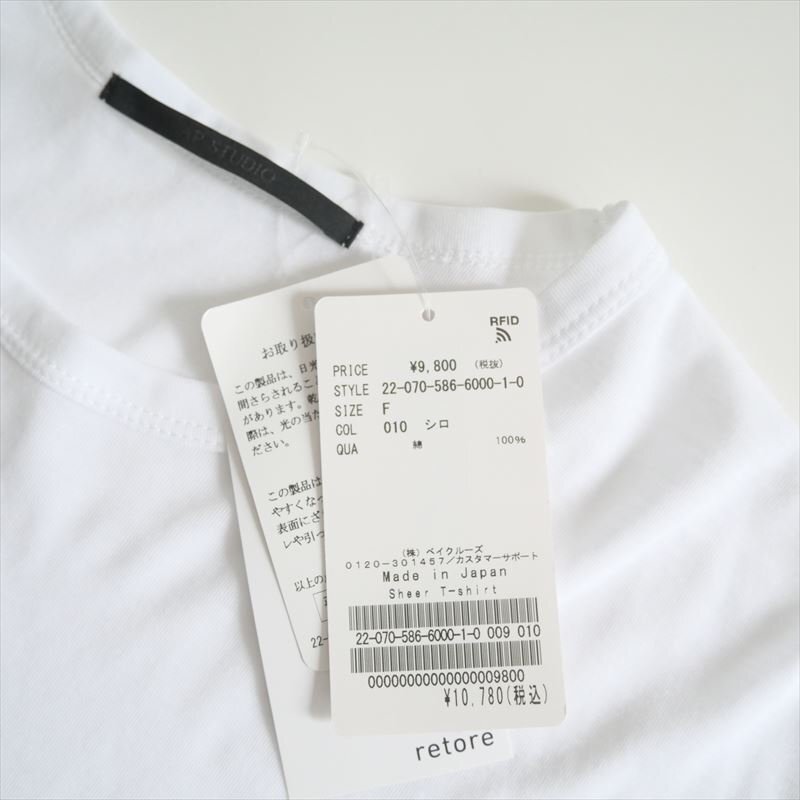 AP STUDIO
お取り扱
この製品は、日光
間さらされるこ
があります。乾
際は、光の当た
ださい。
この製品は
やすくな
表面にざ
レや引っ
以上の
22-
RFID
PRICE ¥9,800 (税抜)
STYLE 22-070-586-6000-1-0
SIZE F
COL 010 シロ
QUA 綿 100%
(株)ベイクルーズ
0120-301457/カスタマーサポート
Made in Japan
Sheer T-shirt
22-070-586-6000-1-0 009 010
00000000000000009800
¥10,780(税込)
retore